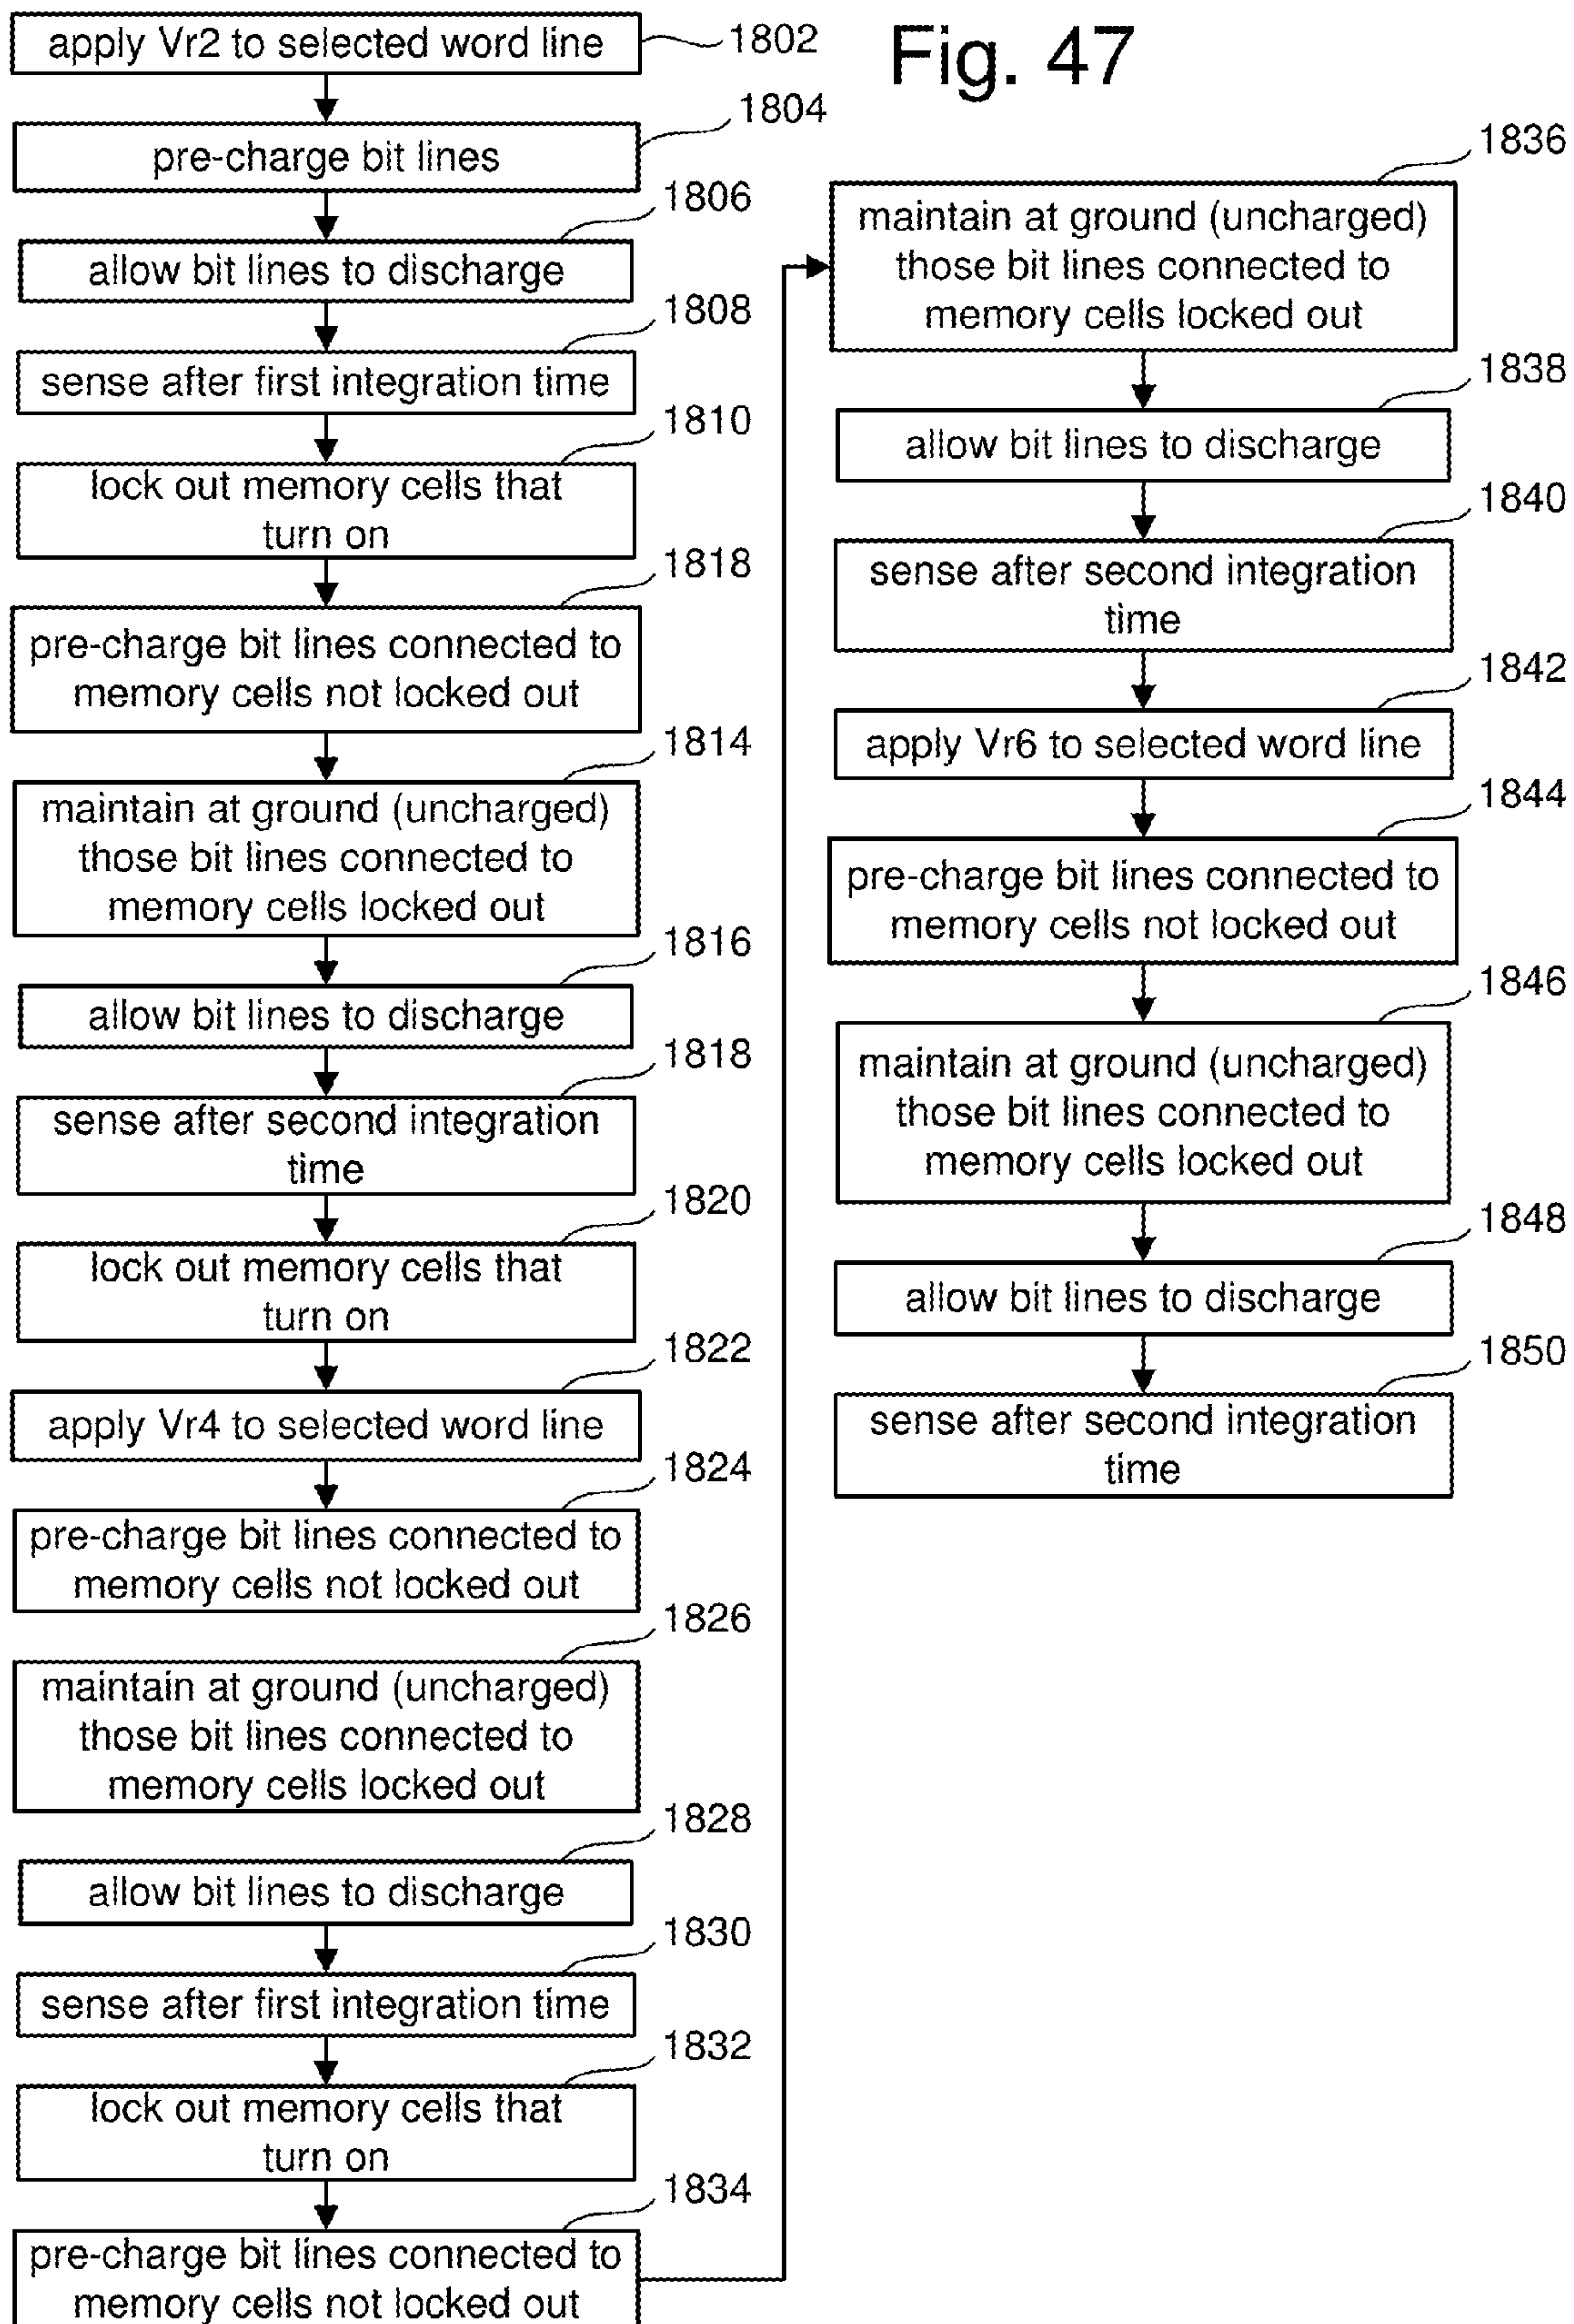 Fig. 47
apply Vr2 to selected word line
1802
pre-charge bit lines
1804
allow bit lines to discharge
1806
sense after first integration time
1808
lock out memory cells that
turn on
1810
pre-charge bit lines connected to
memory cells not locked out
1818
maintain at ground (uncharged)
those bit lines connected to
memory cells locked out
1814
allow bit lines to discharge
1816
sense after second integration
time
1818
lock out memory cells that
turn on
1820
apply Vr4 to selected word line
1822
pre-charge bit lines connected to
memory cells not locked out
1824
maintain at ground (uncharged)
those bit lines connected to
memory cells locked out
1826
allow bit lines to discharge
1828
sense after first integration time
1830
lock out memory cells that
turn on
1832
pre-charge bit lines connected to
memory cells not locked out
1834
maintain at ground (uncharged)
those bit lines connected to
memory cells locked out
1836
allow bit lines to discharge
1838
sense after second integration
time
1840
apply Vr6 to selected word line
1842
pre-charge bit lines connected to
memory cells not locked out
1844
maintain at ground (uncharged)
those bit lines connected to
memory cells locked out
1846
allow bit lines to discharge
1848
sense after second integration
time
1850